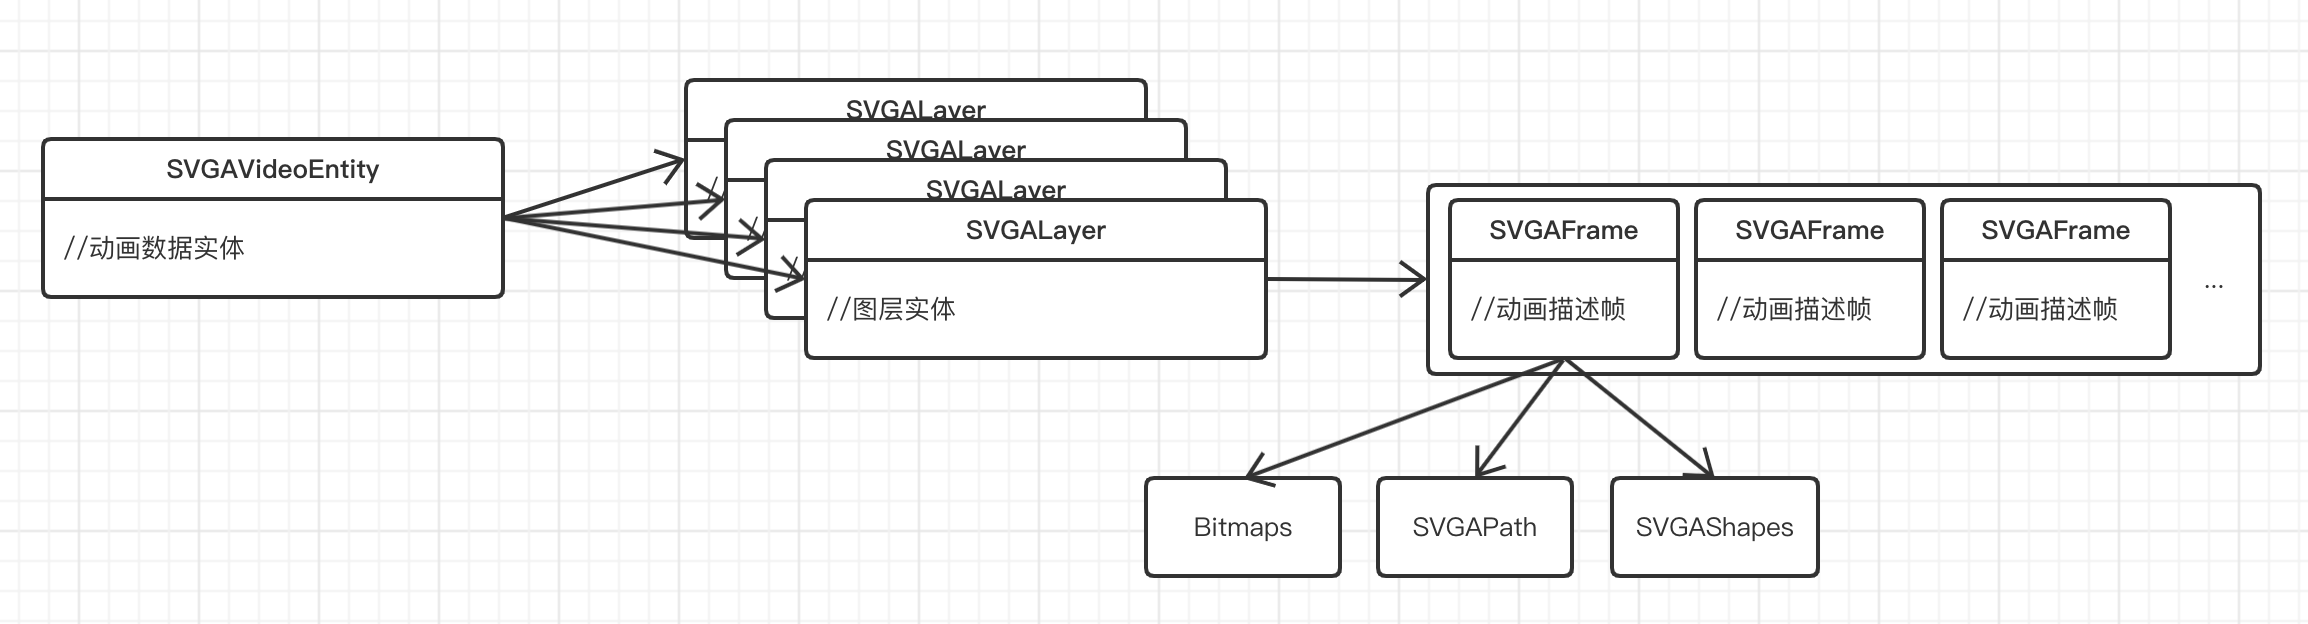 SVGAVideoEntity
//动画数据实体
SVGALayer
SVGALayer
SVGALayer
SVGALayer
//图层实体
SVGAFrame
//动画描述帧
SVGAFrame
//动画描述帧
SVGAFrame
//动画描述帧
...
Bitmaps
SVGAPath
SVGAShapes